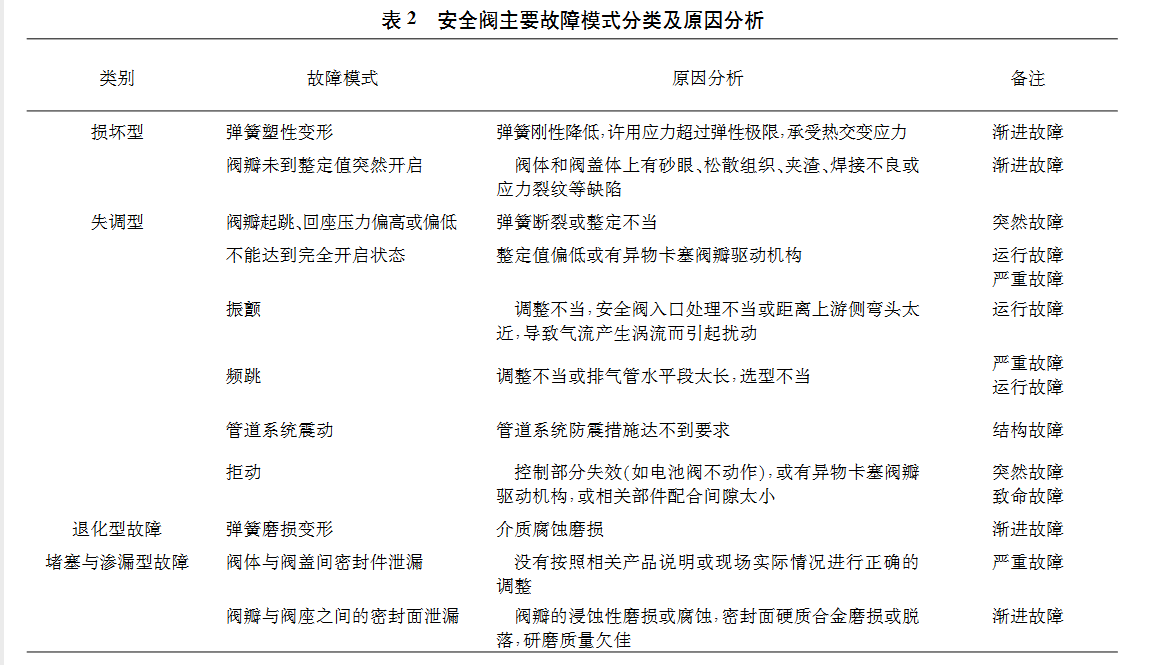 表 2 安全阀主要故障模式分类及原因分析
类别 故障模式 原因分析 备注
损坏型 弹簧塑性变形 弹簧刚性降低,许用应力超过弹性极限,承受热交变应力 渐进故障
阀瓣未到整定值突然开启 阀体和阀盖体上有砂眼、松散组织、夹渣、焊接不良或 渐进故障
应力裂纹等缺陷
失调型 阀瓣起跳、回座压力偏高或偏低 弹簧断裂或整定不当 突然故障
不能达到完全开启状态 整定值偏低或有异物卡塞阀瓣驱动机构 运行故障
严重故障
振颤 调整不当,安全阀入口处理不当或距离上游侧弯头太 运行故障
近,导致气流产生涡流而引起扰动
严重故障
频跳 调整不当或排气管水平段太长,选型不当
运行故障
管道系统震动 管道系统防震措施达不到要求 结构故障
拒动 控制部分失效(如电池阀不动作),或有异物卡塞阀瓣 突然故障
驱动机构,或相关部件配合间隙太小 致命故障
退化型故障 弹簧磨损变形 介质腐蚀磨损 渐进故障
堵塞与渗漏型故障 阀体与阀盖间密封件泄漏 没有按照相关产品说明或现场实际情况进行正确的 严重故障
调整
阀瓣与阀座之间的密封面泄漏 阀瓣的浸蚀性磨损或腐蚀,密封面硬质合金磨损或脱 渐进故障
落,研磨质量欠佳